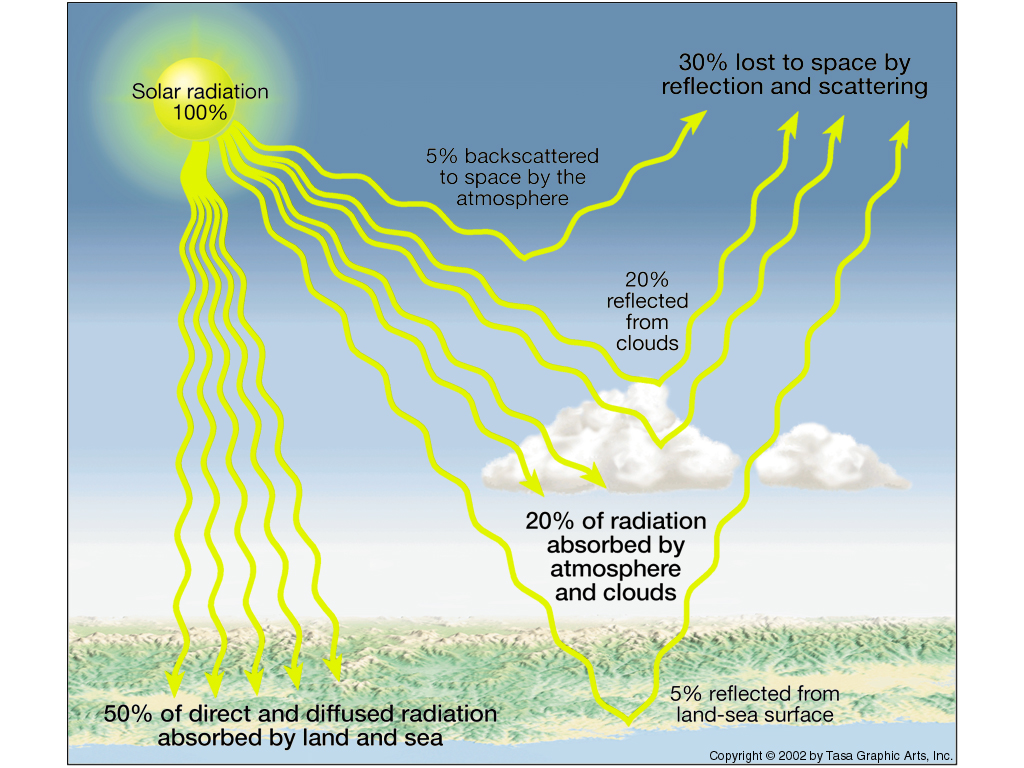 Solar radiation
100%
30% lost to space by
reflection and scattering
5% backscattered
to space by the
atmosphere
20%
reflected
from
clouds
20% of radiation
absorbed by
atmosphere
and clouds
5% reflected from
land-sea surface
50% of direct and diffused radiation
absorbed by land and sea
Copyright © 2002 by Tasa Graphic Arts, Inc.